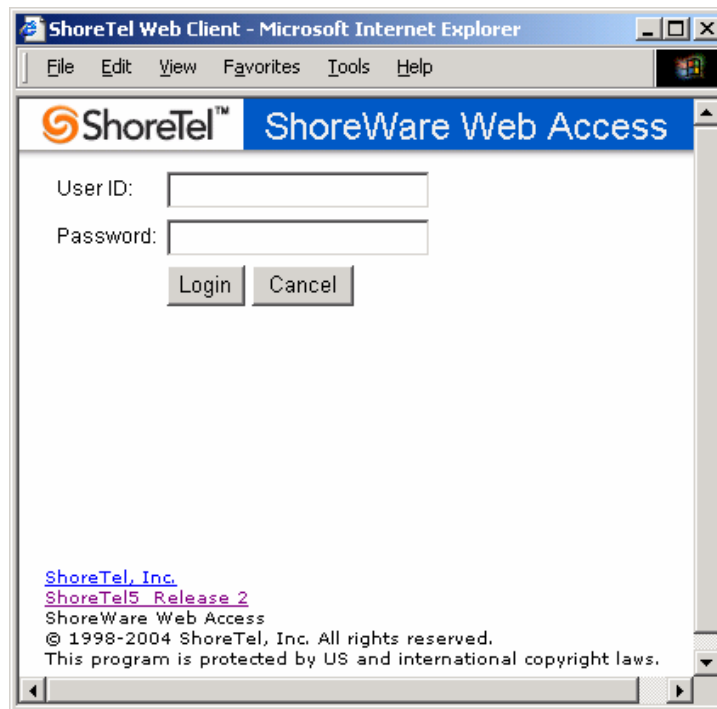 ShoreTel Web Client - Microsoft Internet Explorer
File Edit View Favorites Tools Help
ShoreTel™ ShoreWare Web Access
User ID:
Password:
Login Cancel
ShoreTel, Inc.
ShoreTel5 Release 2
ShoreWare Web Access
© 1998-2004 ShoreTel, Inc. All rights reserved.
This program is protected by US and international copyright laws.